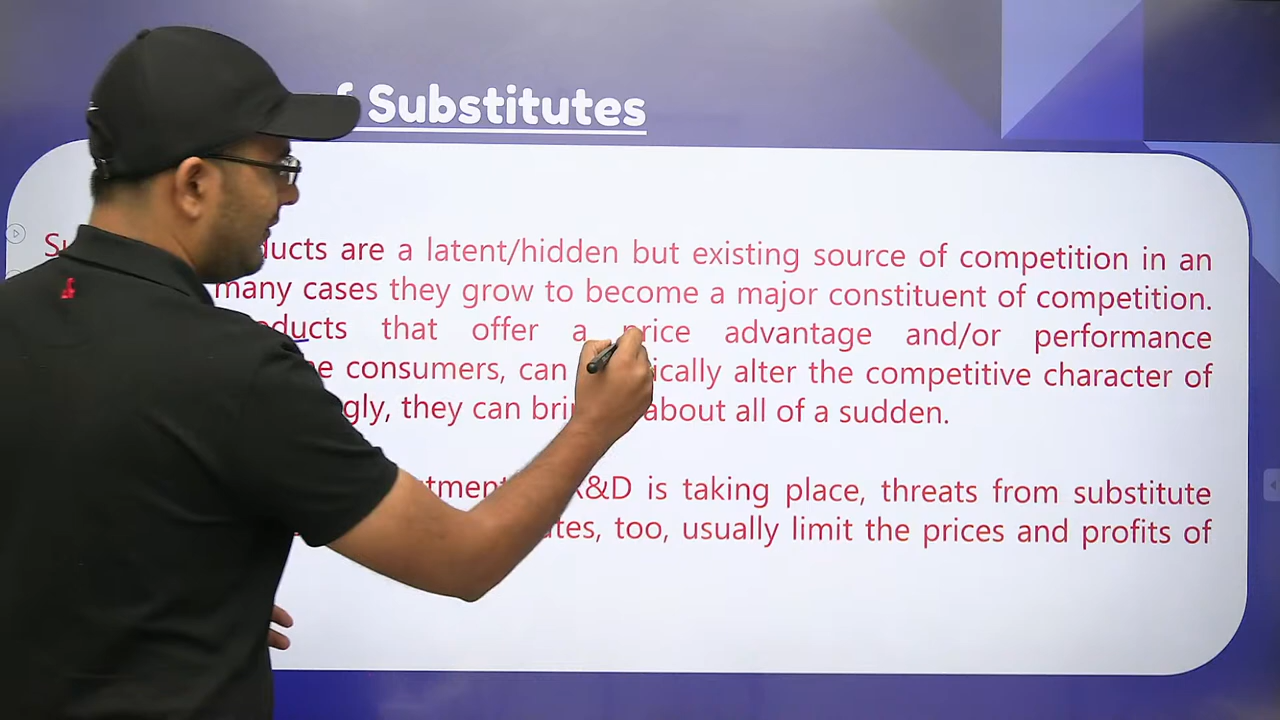 f Substitutes
ducts are a latent/hidden but existing source of competition in an
many cases they grow to become a major constituent of competition.
ducts that offer a price advantage and/or performance
consumers, can ically alter the competitive character of
gly, they can bri about all of a sudden.
tment R&D is taking place, threats from substitute
tes, too, usually limit the prices and profits of